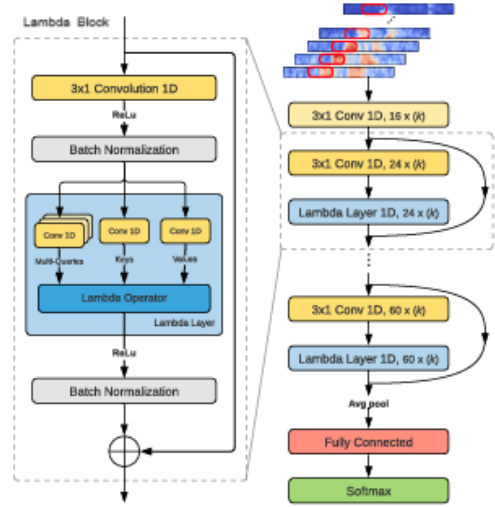 Lambda Block
3x1 Convolution 1D
ReLu
Batch Normalization
Conv 1D
Conv 1D
Conv 1D
Multi-Queries
Keys
Values
Lambda Operator
Lambda Layer
ReLu
Batch Normalization
3x1 Conv 1D, 16 x (k)
3x1 Conv 1D, 24 x (k)
Lambda Layer 1D, 24 x (k)
3x1 Conv 1D, 60 x (k)
Lambda Layer 1D, 60 x (k)
Avg pool
Fully Connected
Softmax